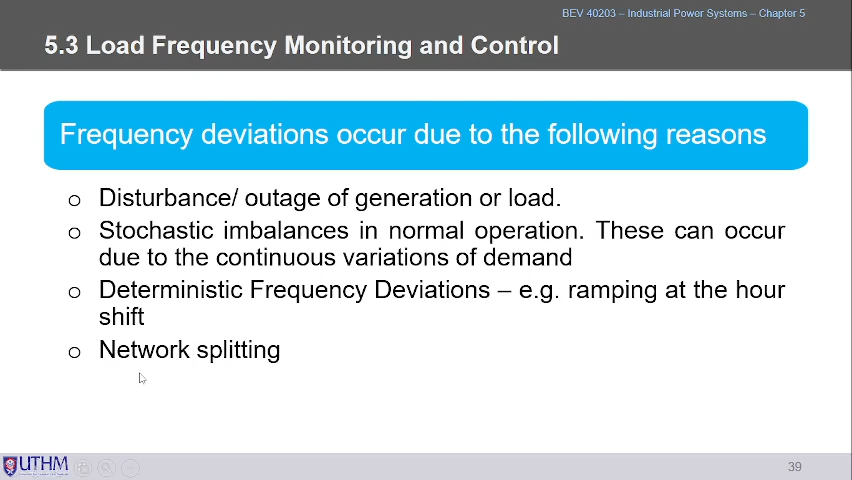 BEV 40203 – Industrial Power Systems – Chapter 5
5.3 Load Frequency Monitoring and Control
Frequency deviations occur due to the following reasons
o Disturbance/ outage of generation or load.
o Stochastic imbalances in normal operation. These can occur
due to the continuous variations of demand
o Deterministic Frequency Deviations – e.g. ramping at the hour
shift
o Network splitting
UTHM
39